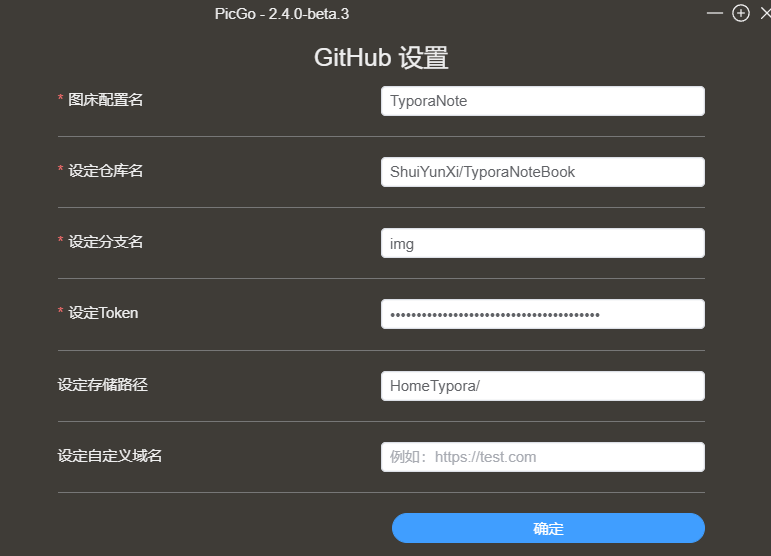 PicGo - 2.4.0-beta.3
GitHub 设置
* 图床配置名
TyporaNote
* 设定仓库名
ShuiYunXi/TyporaNoteBook
* 设定分支名
img
* 设定Token
••••••••••••••••••••••••••••••••••••••••
设定存储路径
HomeTypora/
设定自定义域名
例如：https://test.com
确定